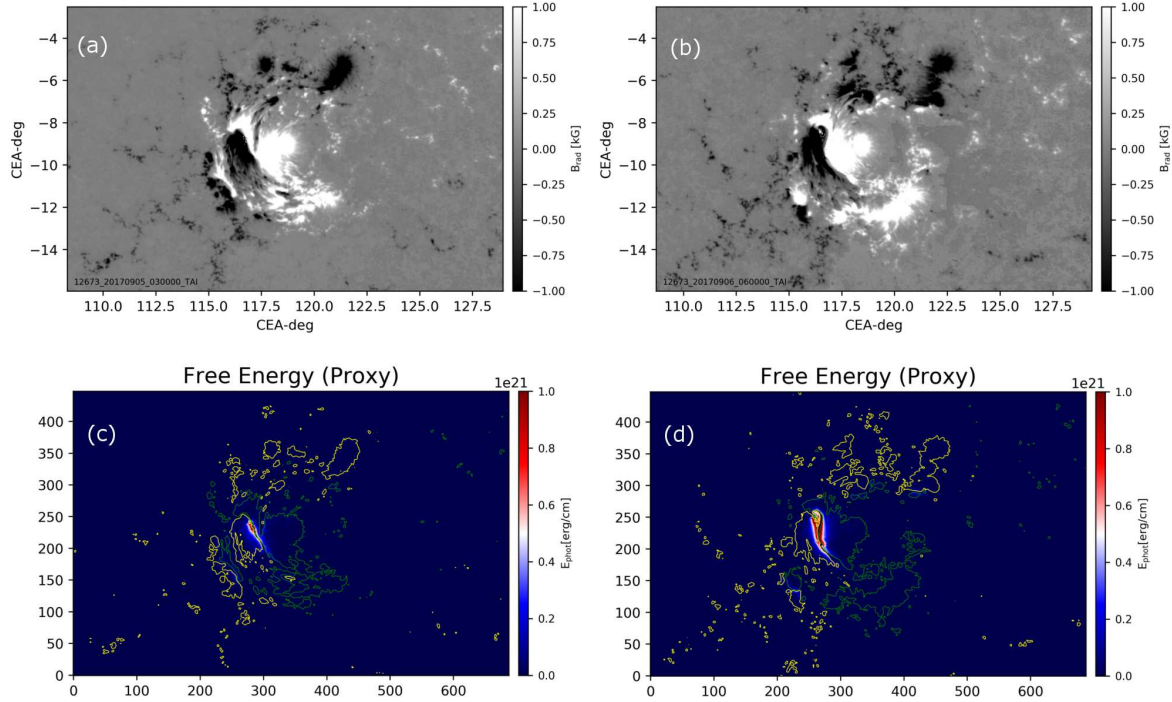 (a)
−4
−6
−8
−10
−12
−14
CEA-deg
110.0 112.5 115.0 117.5 120.0 122.5 125.0 127.5
CEA-deg
12673_20170905_030000_TAI
1.00
0.75
0.50
0.25
0.00
−0.25
−0.50
−0.75
−1.00
B_rad [kG]
(b)
−4
−6
−8
−10
−12
−14
CEA-deg
110.0 112.5 115.0 117.5 120.0 122.5 125.0 127.5
CEA-deg
12673_20170906_060000_TAI
1.00
0.75
0.50
0.25
0.00
−0.25
−0.50
−0.75
−1.00
B_rad [kG]
Free Energy (Proxy)
(c)
400
350
300
250
200
150
100
50
0
0 100 200 300 400 500 600
1e21
1.0
0.8
0.6
0.4
0.2
0.0
E_phot[erg/cm]
Free Energy (Proxy)
(d)
400
350
300
250
200
150
100
50
0
0 100 200 300 400 500 600
1e21
1.0
0.8
0.6
0.4
0.2
0.0
E_phot[erg/cm]